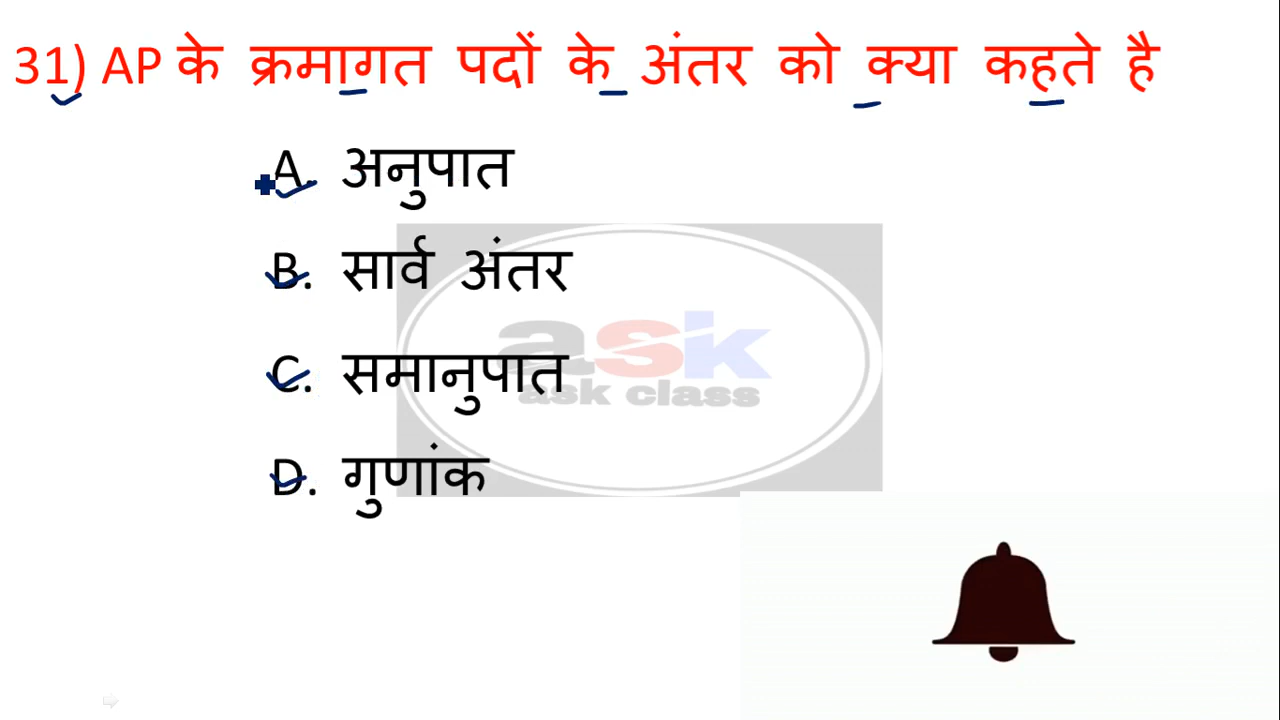 31) AP के क्रमागत पदों के अंतर को क्या कहते है
A. अनुपात
B. सार्व अंतर
ask
C. समानुपात
ask class
D. गुणांक